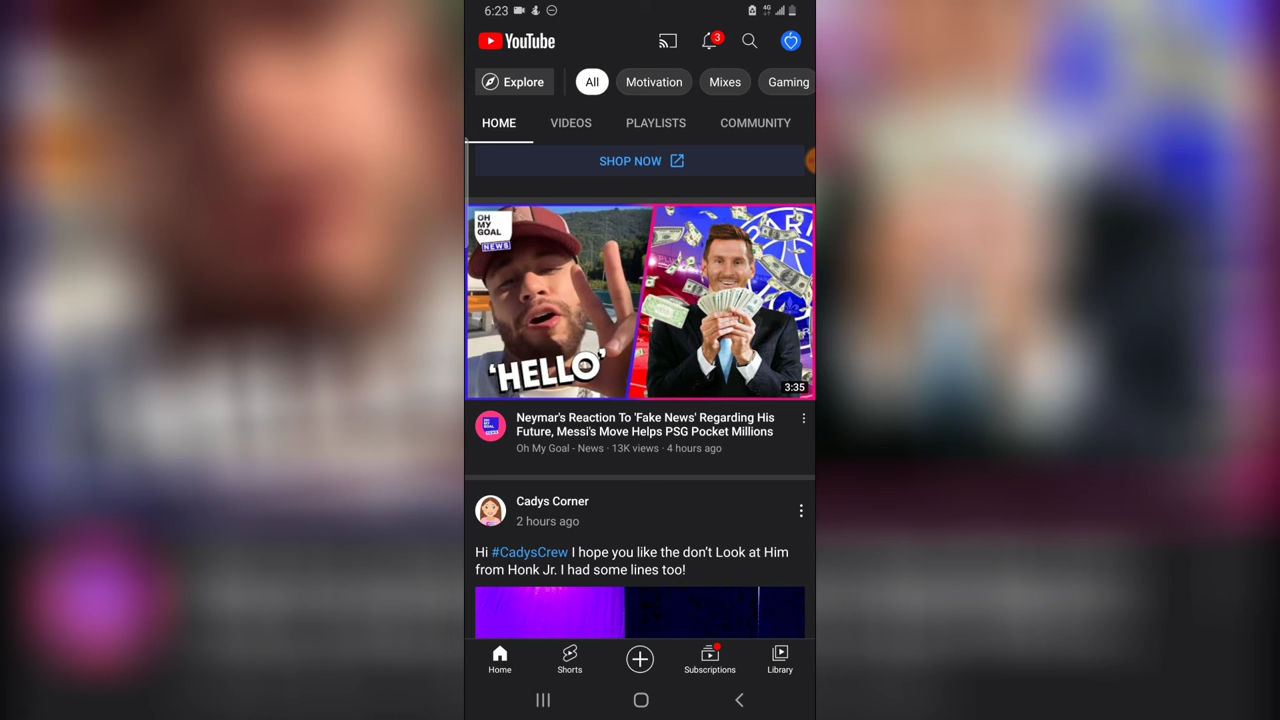 6:23
4G
YouTube
3
Explore
All
Motivation
Mixes
Gaming
HOME
VIDEOS
PLAYLISTS
COMMUNITY
SHOP NOW
OH
MY
GOAL
NEWS
'HELLO'
3:35
Neymar's Reaction To 'Fake News' Regarding His
Future, Messi's Move Helps PSG Pocket Millions
Oh My Goal - News · 13K views · 4 hours ago
Cadys Corner
2 hours ago
Hi #CadysCrew I hope you like the don't Look at Him
from Honk Jr. I had some lines too!
Home
Shorts
Subscriptions
Library